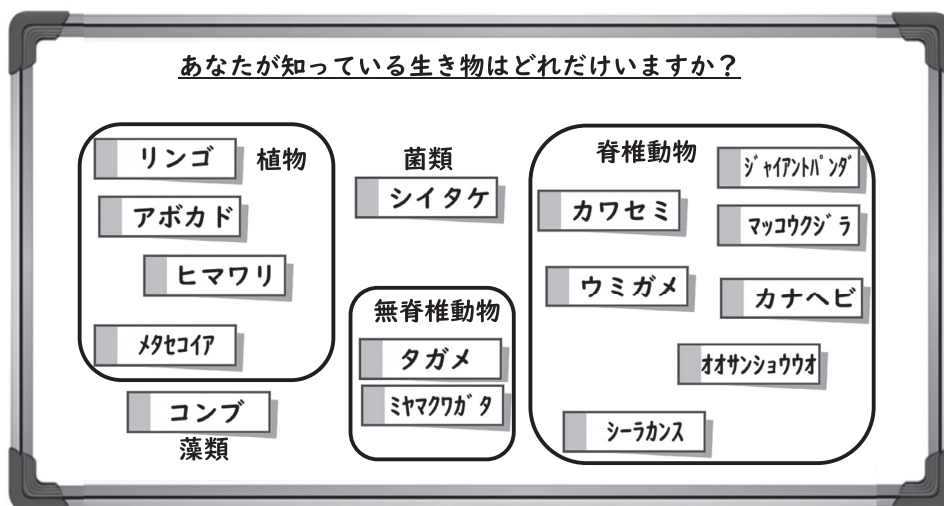 あなたが知っている生き物はどれだけいますか？
植物
リンゴ
アボカド
ヒマワリ
ﾒﾀｾｺｲｱ
コンブ
藻類
菌類
シイタケ
無脊椎動物
タガメ
ﾐﾔﾏｸﾜｶﾞﾀ
脊椎動物
ｼﾞｬｲｱﾝﾄﾊﾟﾝﾀﾞ
カワセミ
ﾏｯｺｳｸｼﾞﾗ
ウミガメ
カナヘビ
ｵｵｻﾝｼｮｳｳｵ
ｼｰﾗｶﾝｽ